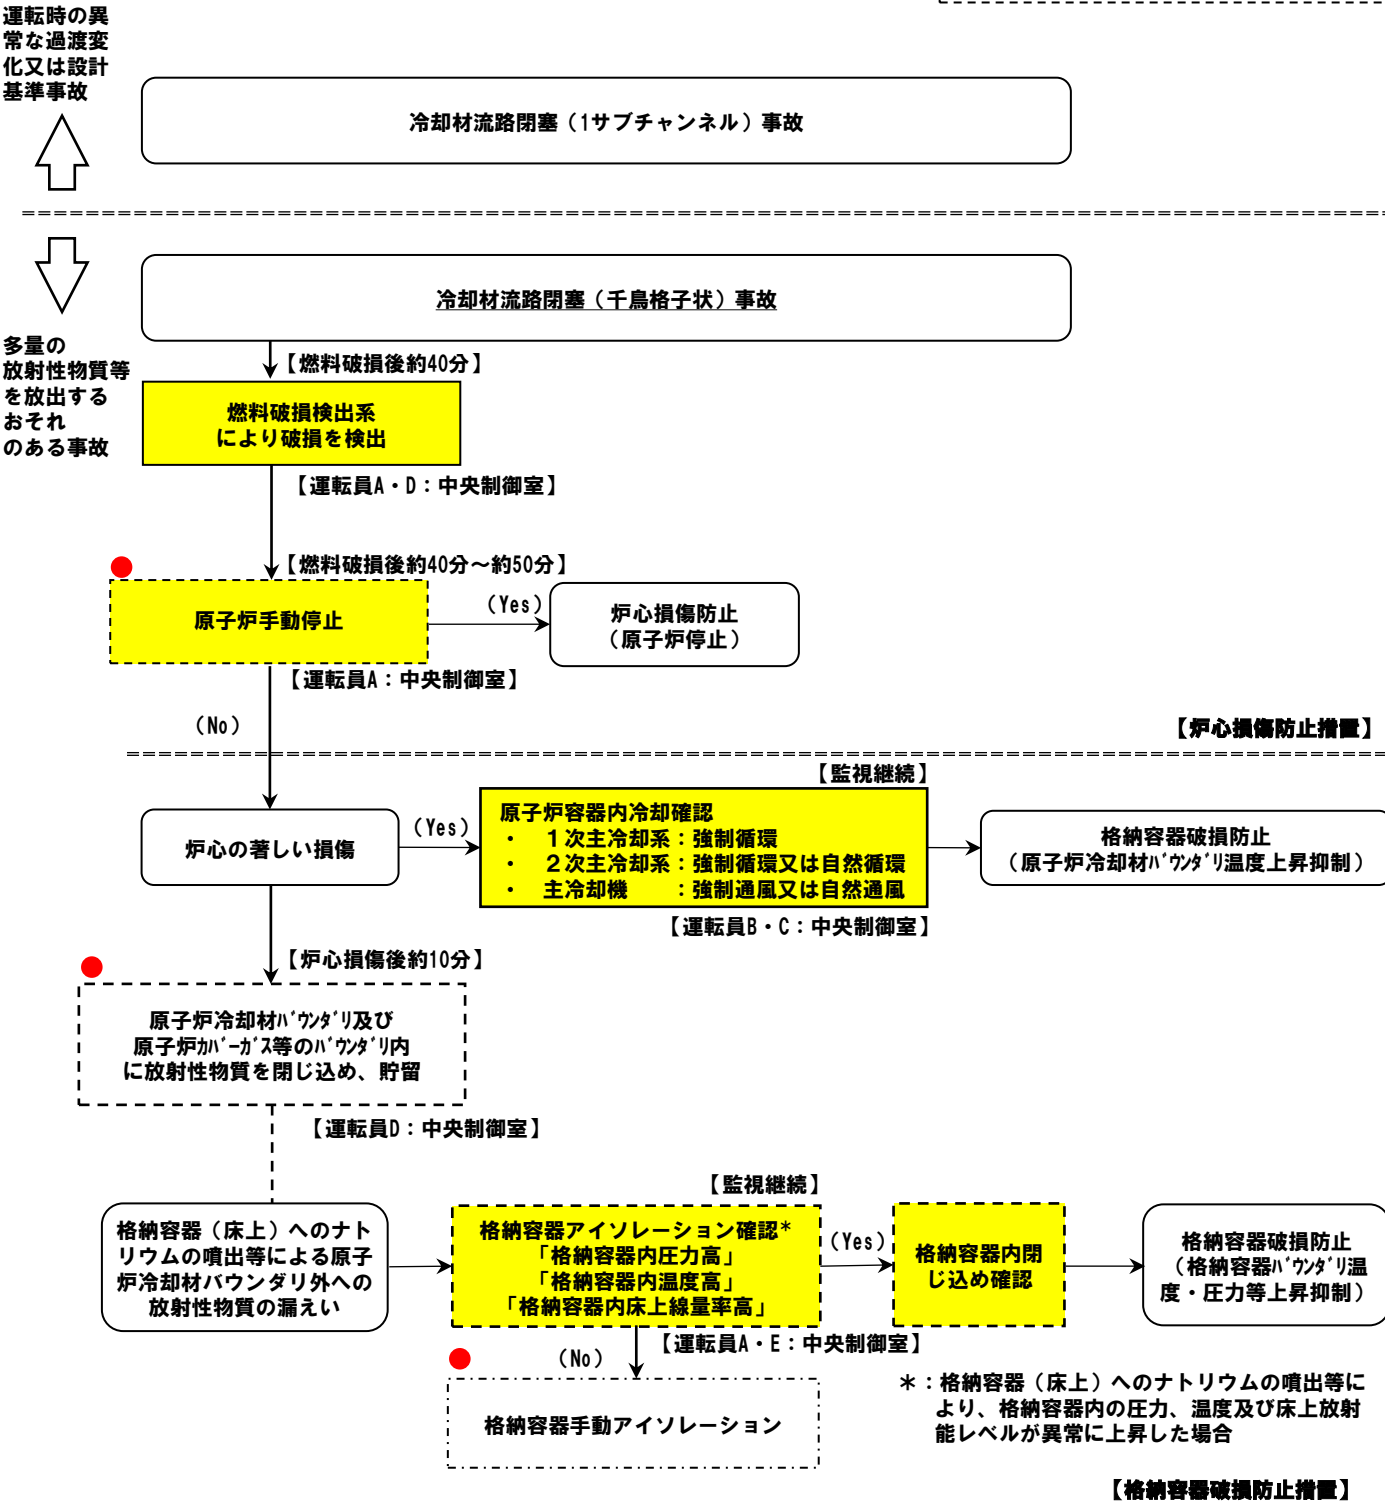 運転時の異
常な過渡変
化又は設計
基準事故
冷却材流路閉塞（1サブチャンネル）事故
冷却材流路閉塞（千鳥格子状）事故
多量の
放射性物質等
を放出する
おそれ
のある事故
【燃料破損後約40分】
燃料破損検出系
により破損を検出
【運転員A・D：中央制御室】
【燃料破損後約40分～約50分】
原子炉手動停止
（Yes）
炉心損傷防止
（原子炉停止）
【運転員A：中央制御室】
（No）
【炉心損傷防止措置】
【監視継続】
炉心の著しい損傷
（Yes）
原子炉容器内冷却確認
・　１次主冷却系：強制循環
・　２次主冷却系：強制循環又は自然循環
・　主冷却機　　：強制通風又は自然通風
格納容器破損防止
（原子炉冷却材ﾊﾞｳﾝﾀﾞﾘ温度上昇抑制）
【運転員B・C：中央制御室】
【炉心損傷後約10分】
原子炉冷却材ﾊﾞｳﾝﾀﾞﾘ及び
原子炉ｶﾊﾞｰｶﾞｽ等のﾊﾞｳﾝﾀﾞﾘ内
に放射性物質を閉じ込め、貯留
【運転員D：中央制御室】
【監視継続】
格納容器（床上）へのナト
リウムの噴出等による原子
炉冷却材バウンダリ外への
放射性物質の漏えい
格納容器アイソレーション確認*
「格納容器内圧力高」
「格納容器内温度高」
「格納容器内床上線量率高」
（Yes）
格納容器内閉
じ込め確認
格納容器破損防止
（格納容器ﾊﾞｳﾝﾀﾞﾘ温
度・圧力等上昇抑制）
【運転員A・E：中央制御室】
（No）
格納容器手動アイソレーション
＊：格納容器（床上）へのナトリウムの噴出等に
より、格納容器内の圧力、温度及び床上放射
能レベルが異常に上昇した場合
【格納容器破損防止措置】